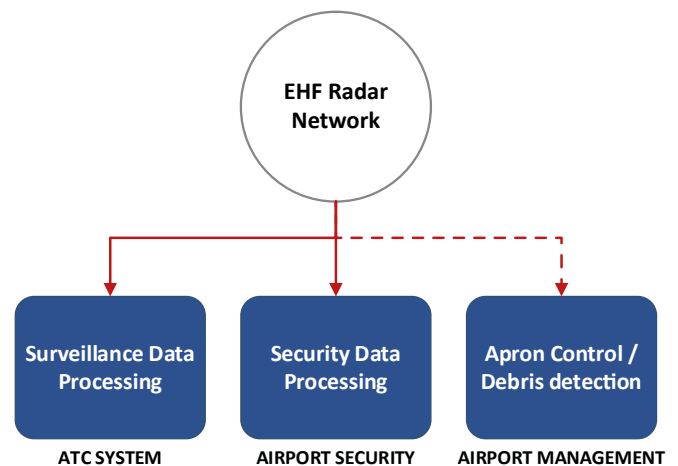 EHF Radar
Network
Surveillance Data
Processing
Security Data
Processing
Apron Control /
Debris detection
ATC SYSTEM
AIRPORT SECURITY
AIRPORT MANAGEMENT